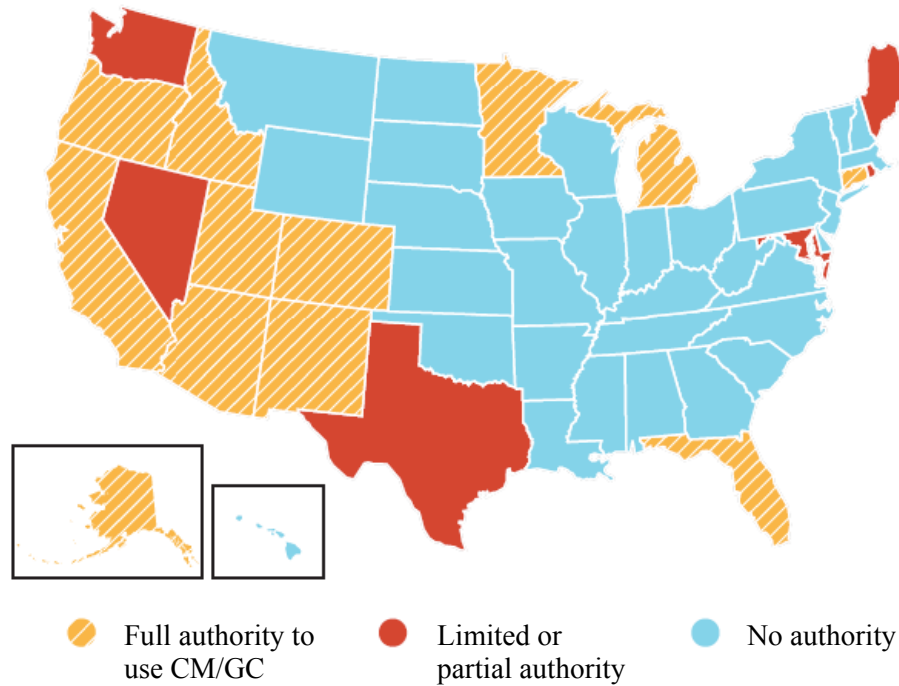 Full authority to
use CM/GC
Limited or
partial authority
No authority